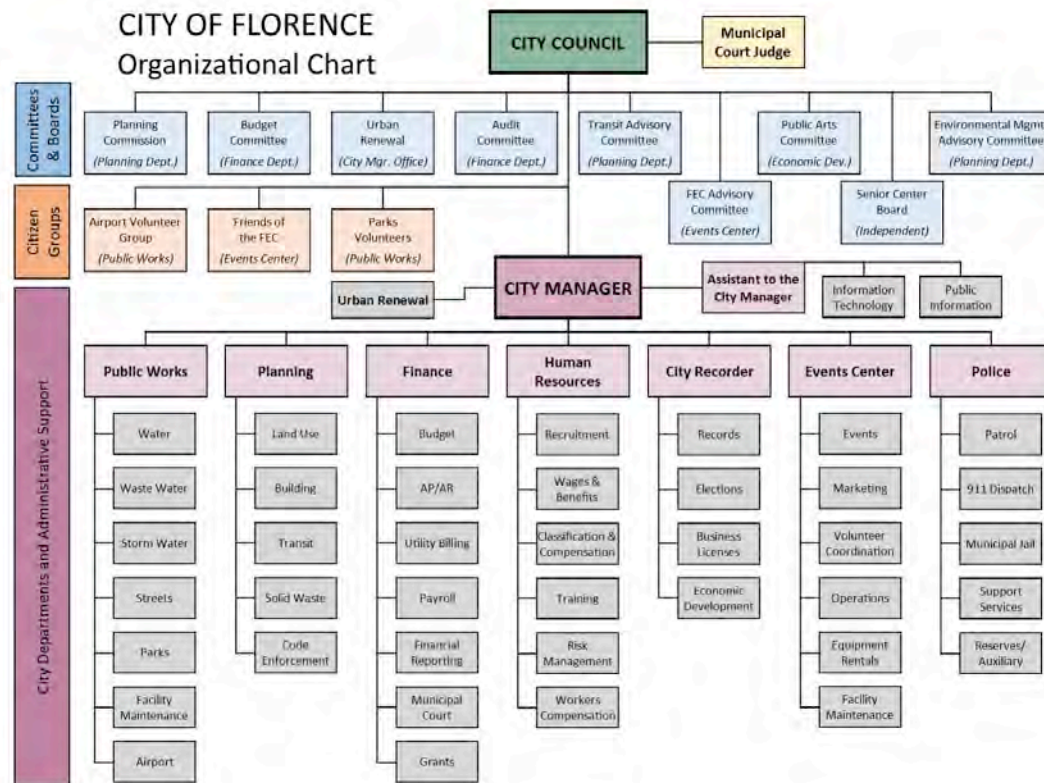 CITY OF FLORENCE
Organizational Chart
CITY COUNCIL
Municipal
Court Judge
Committees
& Boards
Planning
Commission
(Planning Dept.)
Budget
Committee
(Finance Dept.)
Urban
Renewal
(City Mgr. Office)
Audit
Committee
(Finance Dept.)
Transit Advisory
Committee
(Planning Dept.)
Public Arts
Committee
(Economic Dev.)
Environmental Mgmt
Advisory Committee
(Planning Dept.)
FEC Advisory
Committee
(Events Center)
Senior Center
Board
(Independent)
Citizen
Groups
Airport Volunteer
Group
(Public Works)
Friends of
the FEC
(Events Center)
Parks
Volunteers
(Public Works)
Urban Renewal
CITY MANAGER
Assistant to the
City Manager
Information
Technology
Public
Information
City Departments and Administrative Support
Public Works
Water
Waste Water
Storm Water
Streets
Parks
Facility
Maintenance
Airport
Planning
Land Use
Building
Transit
Solid Waste
Code
Enforcement
Finance
Budget
AP/AR
Utility Billing
Payroll
Financial
Reporting
Municipal
Court
Grants
Human
Resources
Recruitment
Wages &
Benefits
Classification &
Compensation
Training
Risk
Management
Workers
Compensation
City Recorder
Records
Elections
Business
Licenses
Economic
Development
Events Center
Events
Marketing
Volunteer
Coordination
Operations
Equipment
Rentals
Facility
Maintenance
Police
Patrol
911 Dispatch
Municipal Jail
Support
Services
Reserves/
Auxiliary